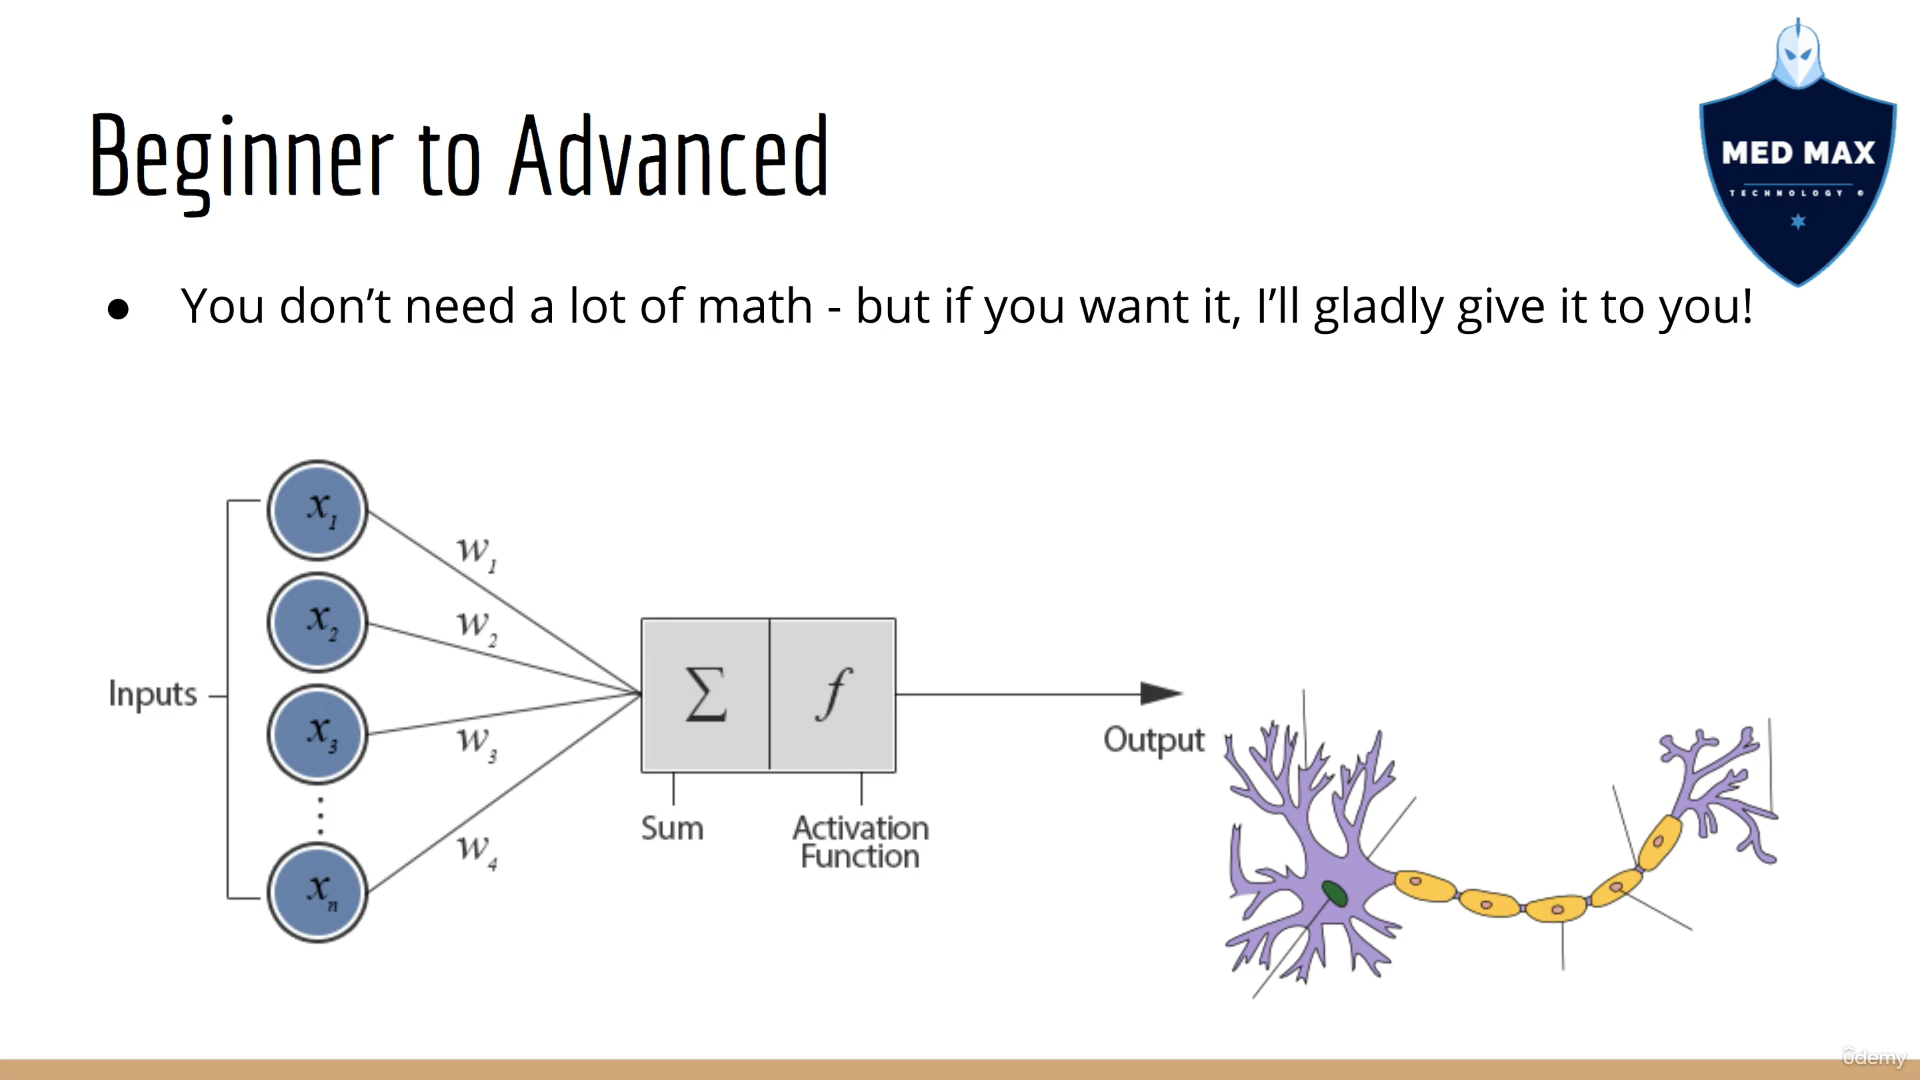 Beginner to Advanced
MED MAX
TECHNOLOGY ®
● You don’t need a lot of math - but if you want it, I’ll gladly give it to you!
x1
w1
x2
w2
Inputs
x3
w3
Σ
f
Output
Sum
Activation
Function
w4
xn
ûdemy